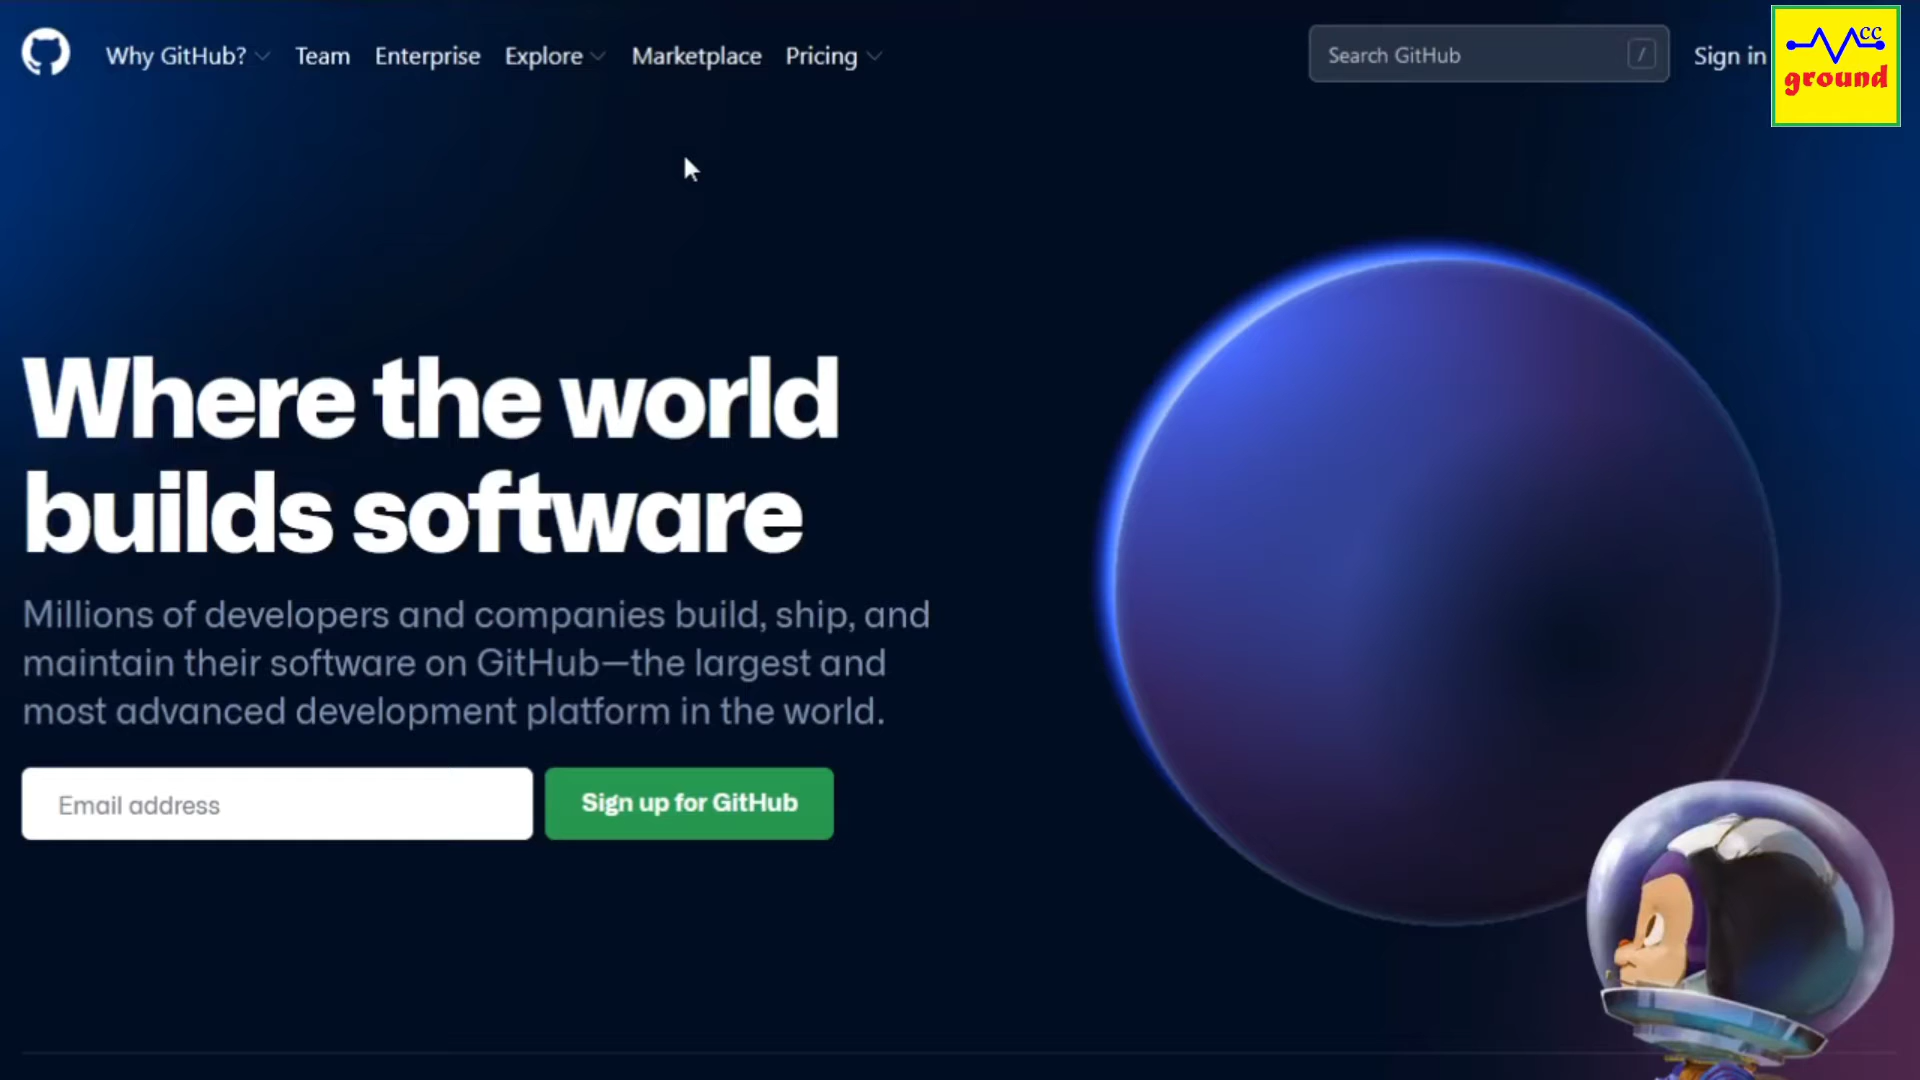 Why GitHub? Team Enterprise Explore Marketplace Pricing
Search GitHub /
Sign in
CC
ground
Where the world
builds software
Millions of developers and companies build, ship, and
maintain their software on GitHub—the largest and
most advanced development platform in the world.
Email address
Sign up for GitHub